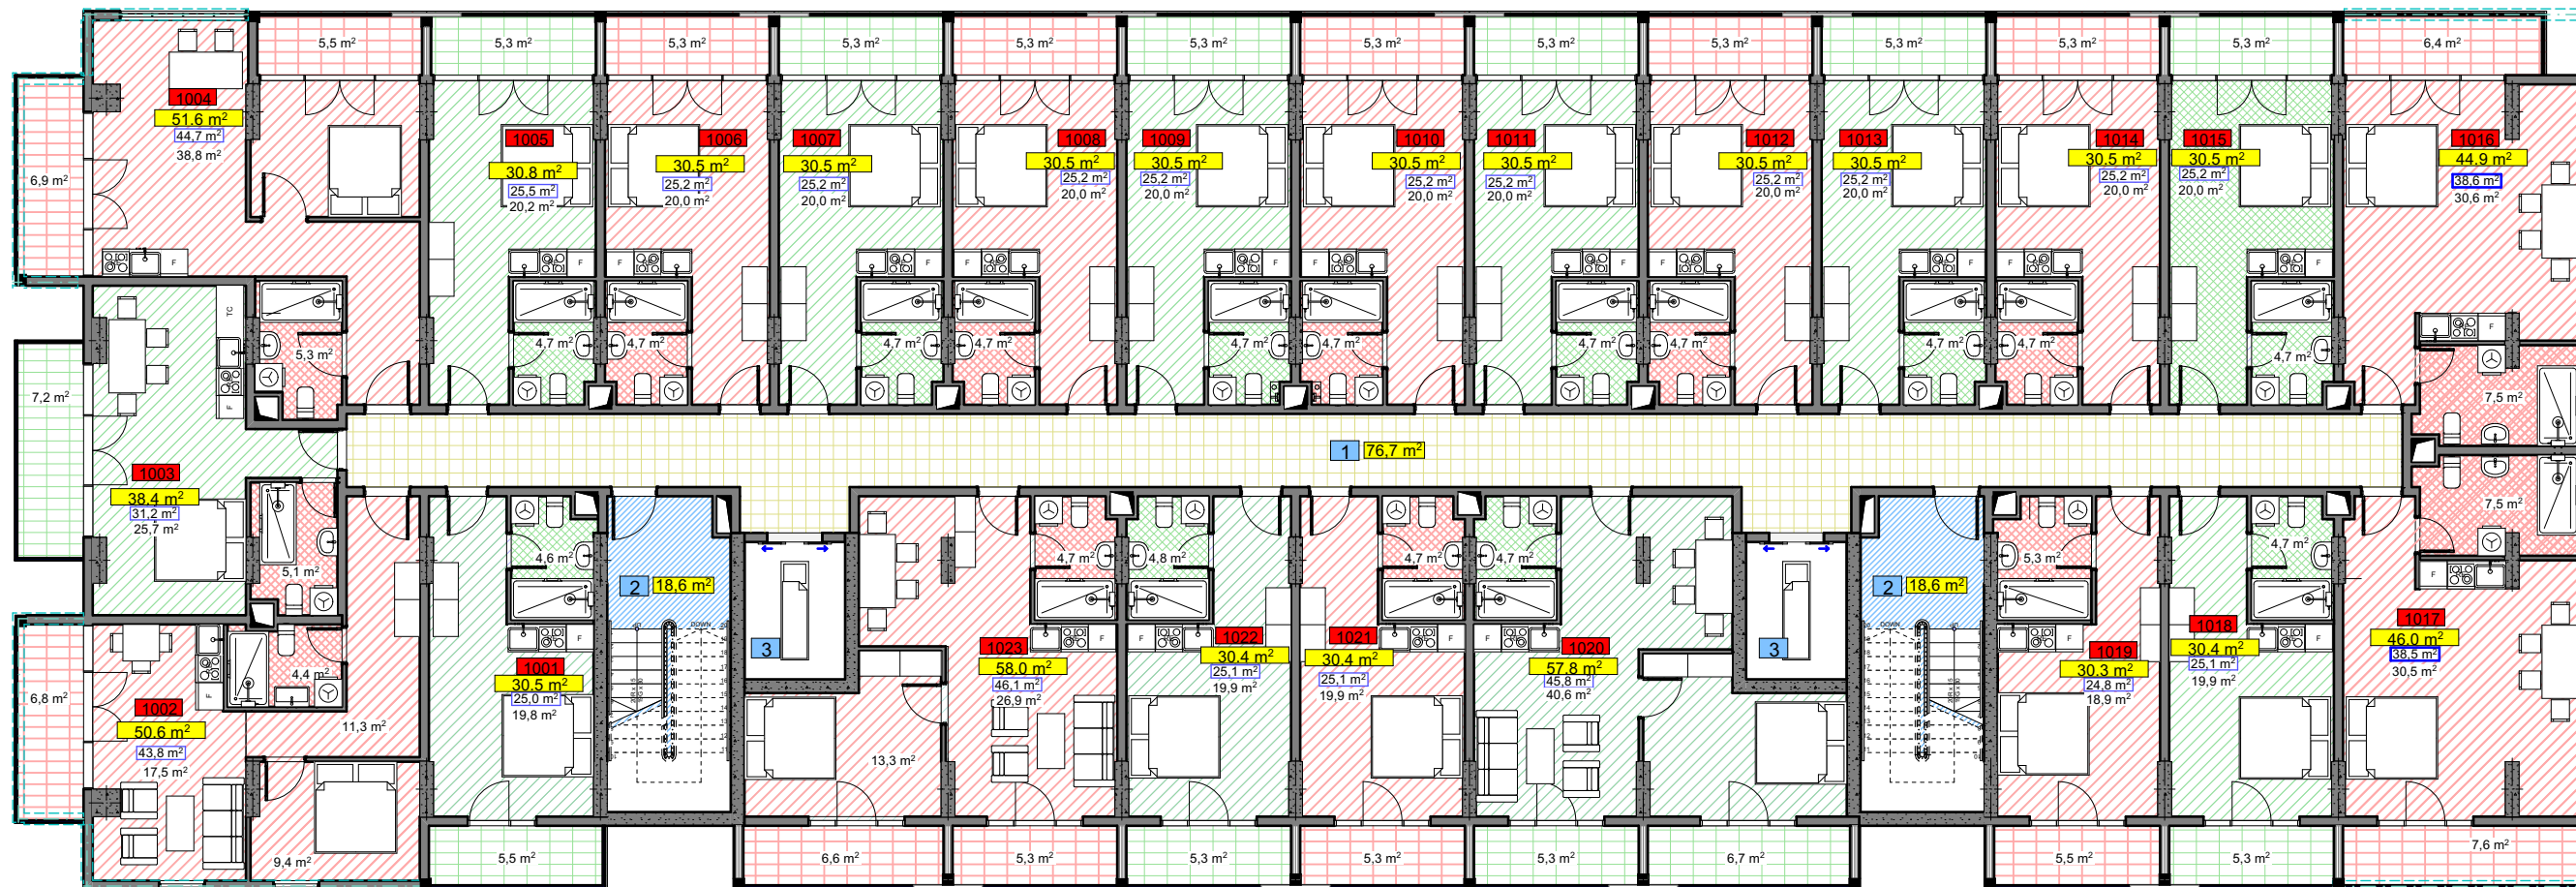 5,5 m²
5,3 m²
5,3 m²
5,3 m²
5,3 m²
5,3 m²
5,3 m²
5,3 m²
5,3 m²
5,3 m²
5,3 m²
5,3 m²
6,4 m²
1004
51.6 m²
44,7 m²
38,8 m²
6,9 m²
1005
30.8 m²
25,5 m²
20,2 m²
1006
30.5 m²
25,2 m²
20,0 m²
1007
30.5 m²
25,2 m²
20,0 m²
1008
30.5 m²
25,2 m²
20,0 m²
1009
30.5 m²
25,2 m²
20,0 m²
1010
30.5 m²
25,2 m²
20,0 m²
1011
30.5 m²
25,2 m²
20,0 m²
1012
30.5 m²
25,2 m²
20,0 m²
1013
30.5 m²
25,2 m²
20,0 m²
1014
30.5 m²
25,2 m²
20,0 m²
1015
30.5 m²
25,2 m²
20,0 m²
1016
44.9 m²
38,6 m²
30,6 m²
F
F
F
F
F
F
F
F
F
F
F
F
F
TC
F
5,3 m²
4,7 m²
4,7 m²
4,7 m²
4,7 m²
4,7 m²
4,7 m²
4,7 m²
4,7 m²
4,7 m²
4,7 m²
4,7 m²
7,5 m²
7,2 m²
1003
38.4 m²
31,2 m²
25,7 m²
1 76,7 m²
7,5 m²
5,1 m²
4,6 m²
2 18,6 m²
4,7 m²
4,8 m²
4,7 m²
4,7 m²
2 18,6 m²
5,3 m²
4,7 m²
F
F
F
F
F
F
F
F
F
DOWN
DOWN
3
3
4,4 m²
6,8 m²
1002
50.6 m²
43,8 m²
17,5 m²
11,3 m²
9,4 m²
1001
30.5 m²
25,0 m²
19,8 m²
13,3 m²
1023
58.0 m²
46,1 m²
26,9 m²
1022
30.4 m²
25,1 m²
19,9 m²
1021
30.4 m²
25,1 m²
19,9 m²
1020
57.8 m²
45,8 m²
40,6 m²
1019
30.3 m²
24,8 m²
18,9 m²
1018
30.4 m²
25,1 m²
19,9 m²
1017
46.0 m²
38,5 m²
30,5 m²
5,5 m²
6,6 m²
5,3 m²
5,3 m²
5,3 m²
5,3 m²
6,7 m²
5,5 m²
5,3 m²
7,6 m²